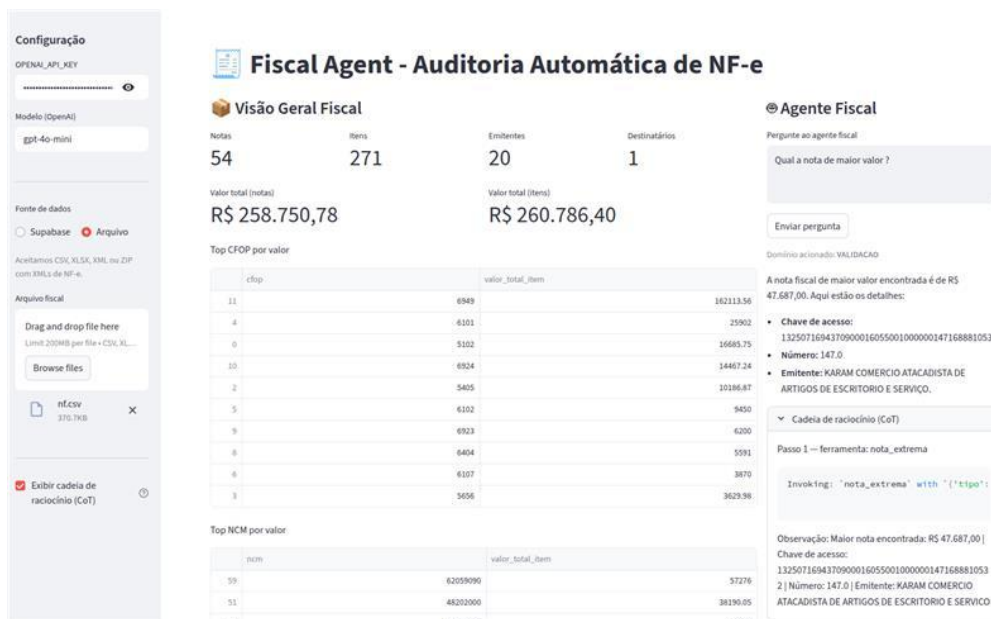 Configuração
OPENAI_API_KEY
Modelo (OpenAI)
gpt-4o-mini
Fonte de dados
Supabase
Arquivo
Aceitamos CSV, XLSX, XML ou ZIP
com XMLs de NF-e.
Arquivo fiscal
Drag and drop file here
Limit 200MB per file • CSV, XL...
Browse files
nf.csv
370.7KB
Exibir cadeia de
raciocínio (CoT)
Fiscal Agent - Auditoria Automática de NF-e
Visão Geral Fiscal
Notas Itens Emitentes Destinatários
54 271 20 1
Valor total (notas) Valor total (itens)
R$ 258.750,78 R$ 260.786,40
Top CFOP por valor
cfop valor_total_item
11 6949 162113.56
4 6101 25902
0 5102 16685.75
10 6924 14467.24
2 5405 10186.87
5 6102 9450
9 6923 6200
8 6404 5591
6 6107 3870
3 5656 3629.98
Top NCM por valor
ncm valor_total_item
59 62059090 57276
51 48202000 38190.05
Agente Fiscal
Pergunte ao agente fiscal
Qual a nota de maior valor ?
Enviar pergunta
Domínio acionado: VALIDACAO
A nota fiscal de maior valor encontrada é de R$
47.687,00. Aqui estão os detalhes:
• Chave de acesso:
1325071694370900016055001000000147168881053
• Número: 147.0
• Emitente: KARAM COMERCIO ATACADISTA DE
ARTIGOS DE ESCRITORIO E SERVIÇO.
Cadeia de raciocínio (CoT)
Passo 1 — ferramenta: nota_extrema
Invoking: `nota_extrema` with `{'tipo':
Observação: Maior nota encontrada: R$ 47.687,00 |
Chave de acesso:
1325071694370900016055001000000147168881053
2 | Número: 147.0 | Emitente: KARAM COMERCIO
ATACADISTA DE ARTIGOS DE ESCRITORIO E SERVICO